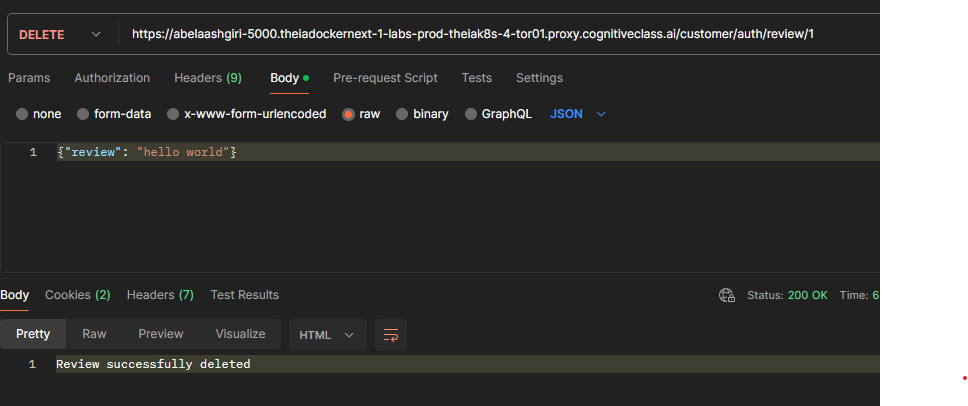 DELETE https://abelaashgiri-5000.theiadockernext-1-labs-prod-theiak8s-4-tor01.proxy.cognitiveclass.ai/customer/auth/review/1
Params Authorization Headers (9) Body Pre-request Script Tests Settings
none form-data x-www-form-urlencoded raw binary GraphQL JSON
1 {"review": "hello world"}
Body Cookies (2) Headers (7) Test Results Status: 200 OK Time: 6
Pretty Raw Preview Visualize HTML
1 Review successfully deleted